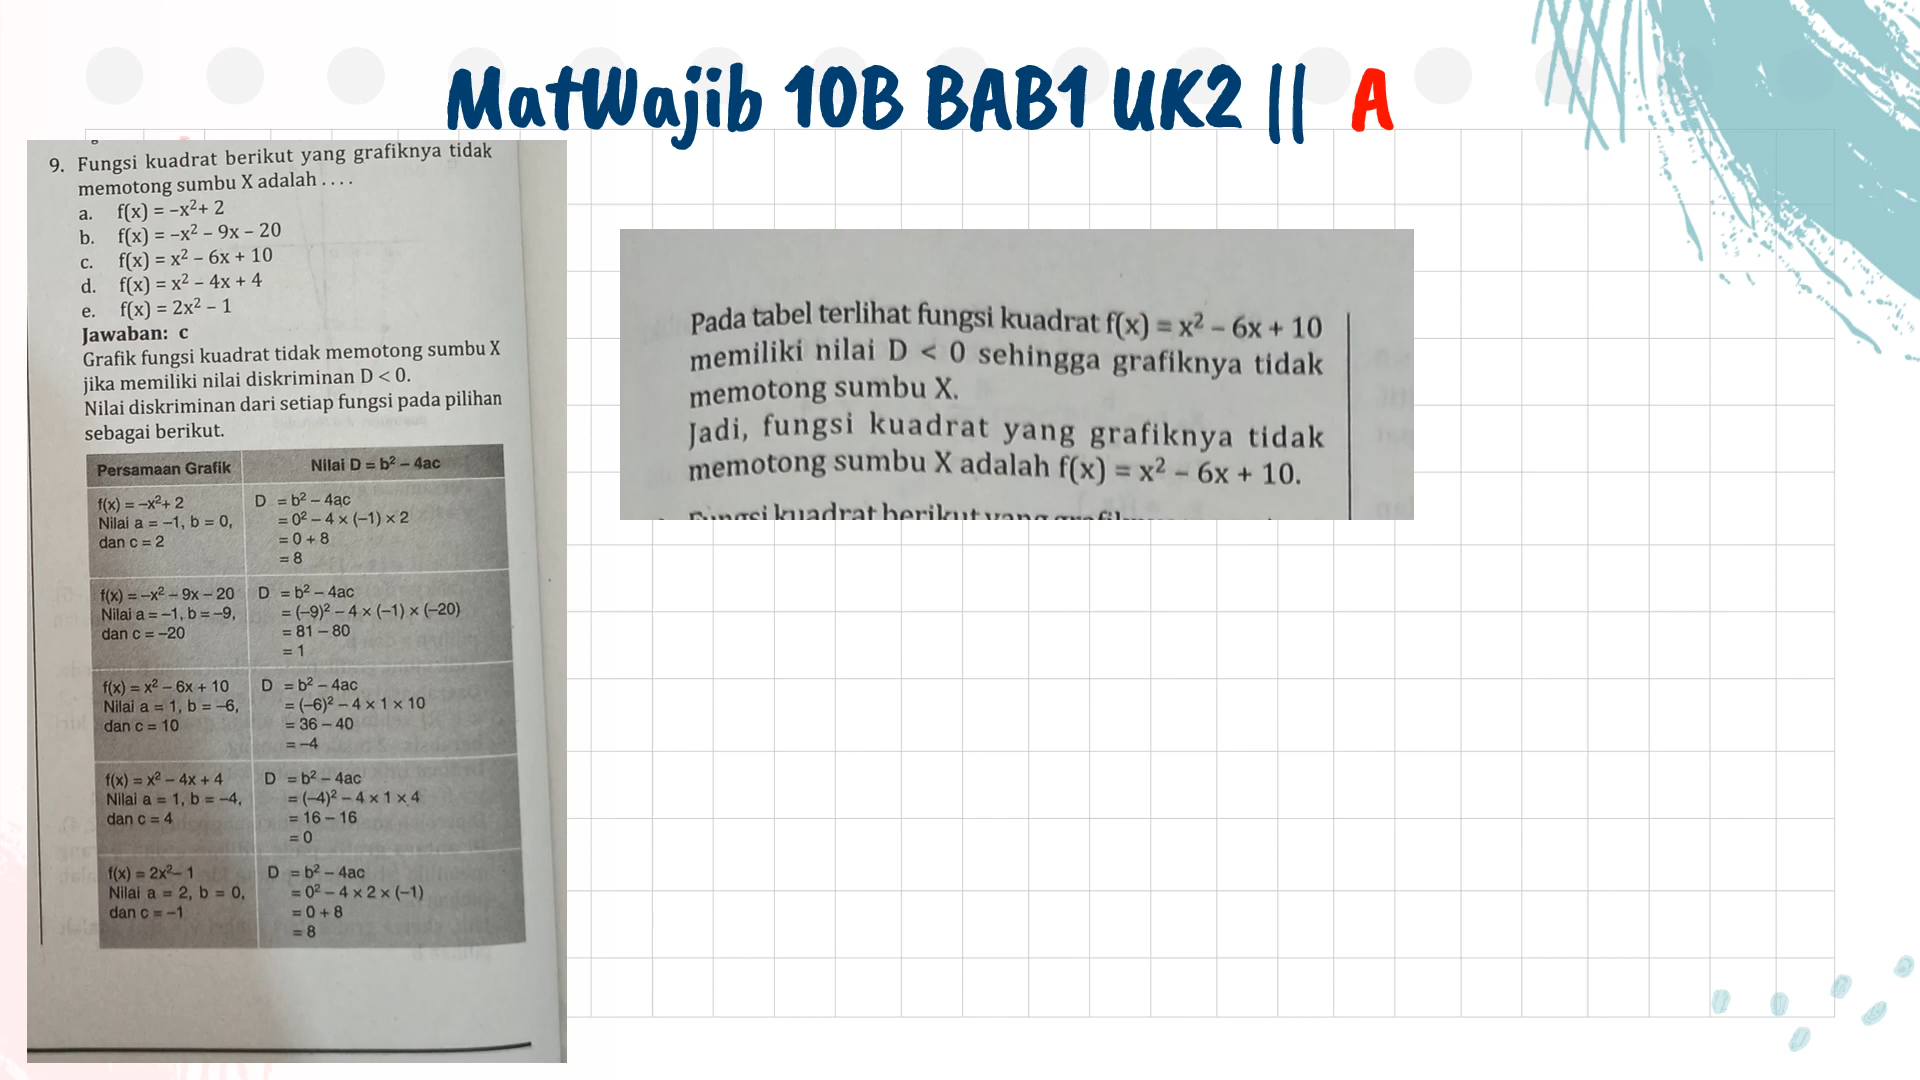 MatWajib 10B BAB1 UK2 || A
9. Fungsi kuadrat berikut yang grafiknya tidak
memotong sumbu X adalah . . . .
a. f(x) = –x²+ 2
b. f(x) = –x² – 9x – 20
c. f(x) = x² – 6x + 10
d. f(x) = x² – 4x + 4
e. f(x) = 2x² – 1
Jawaban: c
Grafik fungsi kuadrat tidak memotong sumbu X
jika memiliki nilai diskriminan D < 0.
Nilai diskriminan dari setiap fungsi pada pilihan
sebagai berikut.
Persamaan Grafik Nilai D = b² – 4ac
f(x) = –x²+ 2
Nilai a = –1, b = 0,
dan c = 2
D = b² – 4ac
= 0² – 4 × (–1) × 2
= 0 + 8
= 8
f(x) = –x² – 9x – 20
Nilai a = –1, b = –9,
dan c = –20
D = b² – 4ac
= (–9)² – 4 × (–1) × (–20)
= 81 – 80
= 1
f(x) = x² – 6x + 10
Nilai a = 1, b = –6,
dan c = 10
D = b² – 4ac
= (–6)² – 4 × 1 × 10
= 36 – 40
= –4
f(x) = x² – 4x + 4
Nilai a = 1, b = –4,
dan c = 4
D = b² – 4ac
= (–4)² – 4 × 1 × 4
= 16 – 16
= 0
f(x) = 2x²– 1
Nilai a = 2, b = 0,
dan c = –1
D = b² – 4ac
= 0² – 4 × 2 × (–1)
= 0 + 8
= 8
Pada tabel terlihat fungsi kuadrat f(x) = x² – 6x + 10
memiliki nilai D < 0 sehingga grafiknya tidak
memotong sumbu X.
Jadi, fungsi kuadrat yang grafiknya tidak
memotong sumbu X adalah f(x) = x² – 6x + 10.
kuadrat berikut yang